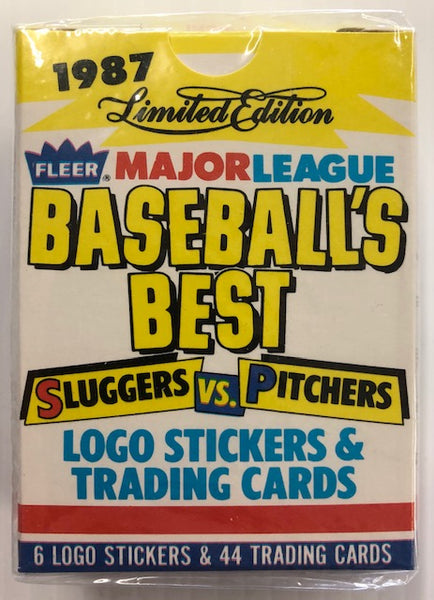 1987
Limited Edition
FLEER® MAJOR LEAGUE
BASEBALL'S
BEST
SLUGGERS VS. PITCHERS
LOGO STICKERS &
TRADING CARDS
6 LOGO STICKERS & 44 TRADING CARDS